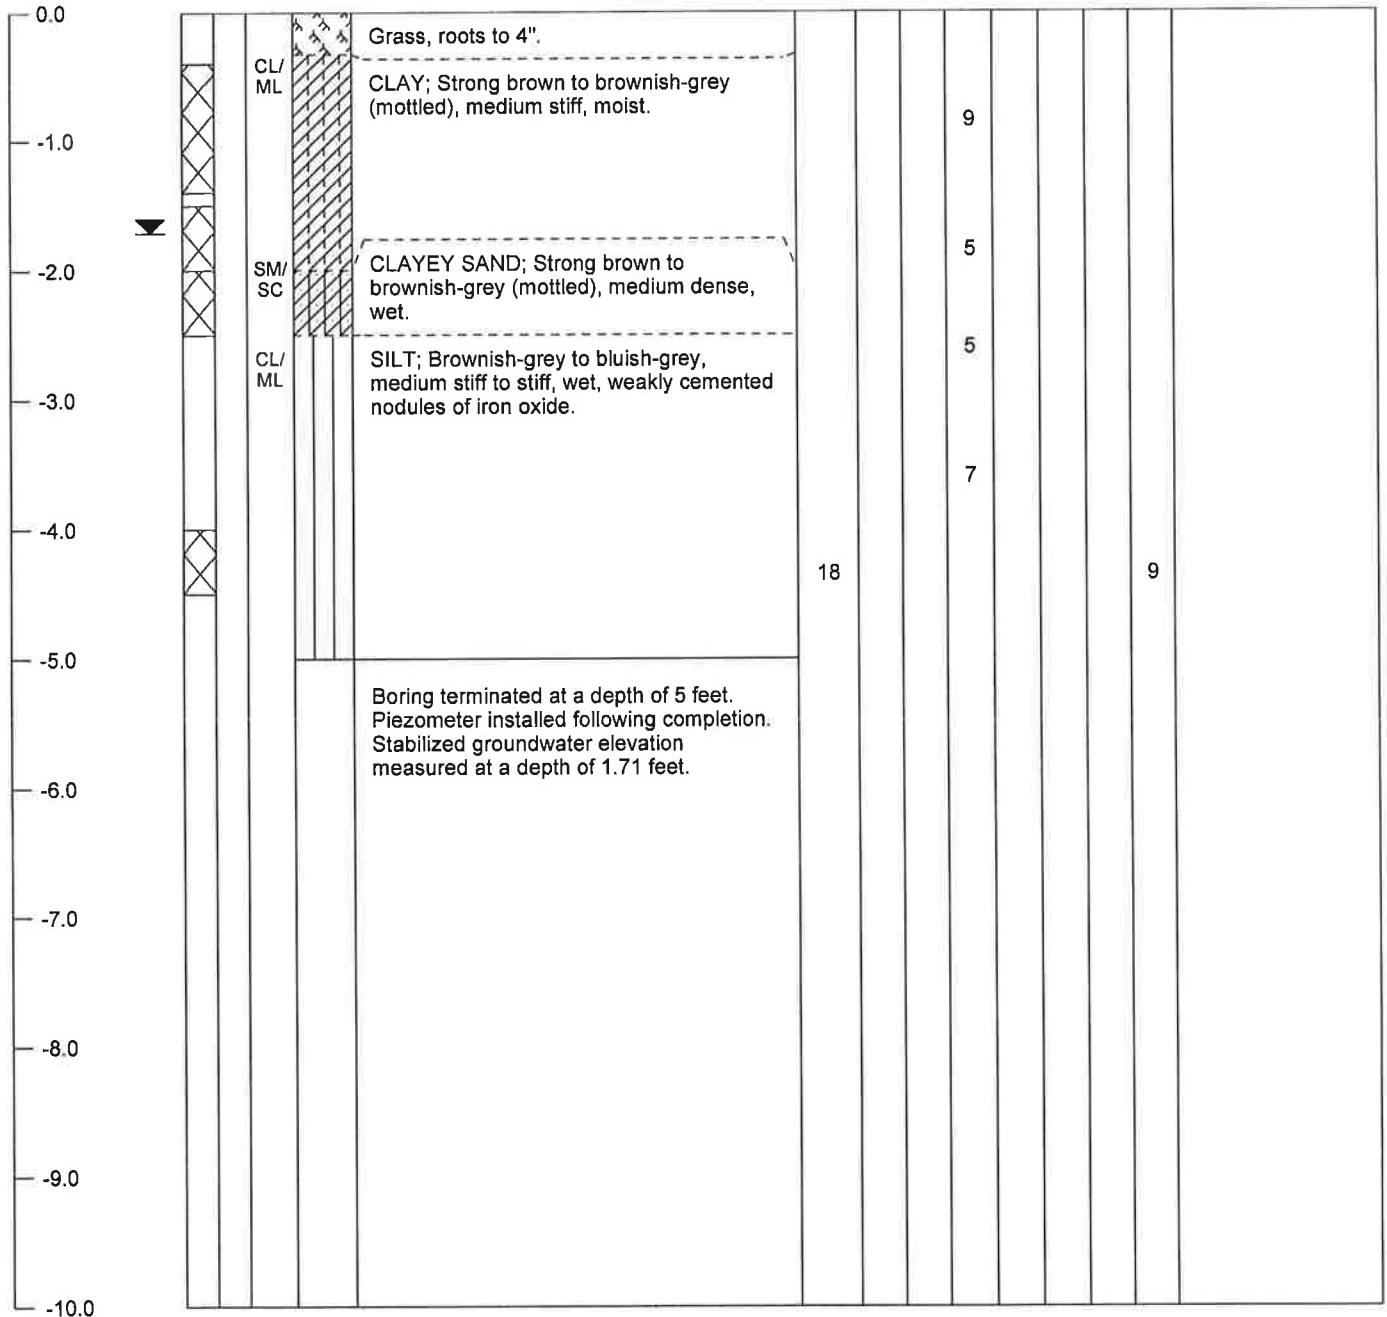 0.0
Grass, roots to 4".
CL/
ML
CLAY; Strong brown to brownish-grey
(mottled), medium stiff, moist.
9
-1.0
5
SM/
SC
CLAYEY SAND; Strong brown to
brownish-grey (mottled), medium dense,
wet.
-2.0
5
CL/
ML
SILT; Brownish-grey to bluish-grey,
medium stiff to stiff, wet, weakly cemented
nodules of iron oxide.
-3.0
7
-4.0
18
9
-5.0
Boring terminated at a depth of 5 feet.
Piezometer installed following completion.
Stabilized groundwater elevation
measured at a depth of 1.71 feet.
-6.0
-7.0
-8.0
-9.0
-10.0